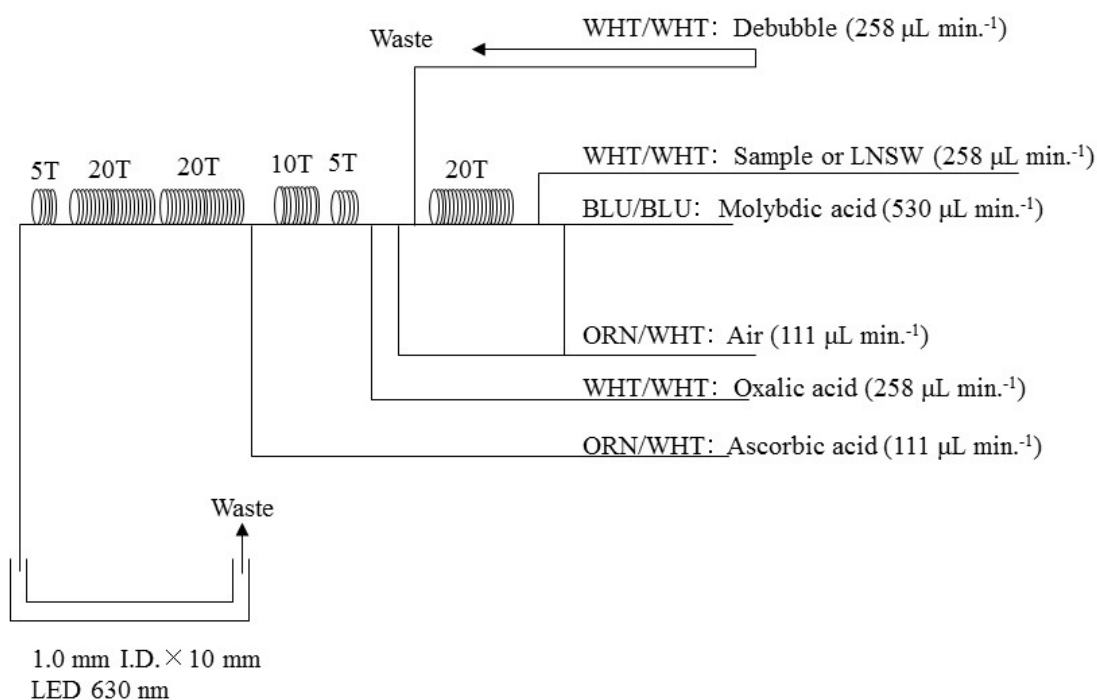 WHT/WHT: Debubble (258 μL min.⁻¹)
Waste
5T 20T 20T 10T 5T 20T
WHT/WHT: Sample or LNSW (258 μL min.⁻¹)
BLU/BLU: Molybdic acid (530 μL min.⁻¹)
ORN/WHT: Air (111 μL min.⁻¹)
WHT/WHT: Oxalic acid (258 μL min.⁻¹)
ORN/WHT: Ascorbic acid (111 μL min.⁻¹)
Waste
1.0 mm I.D.×10 mm
LED 630 nm